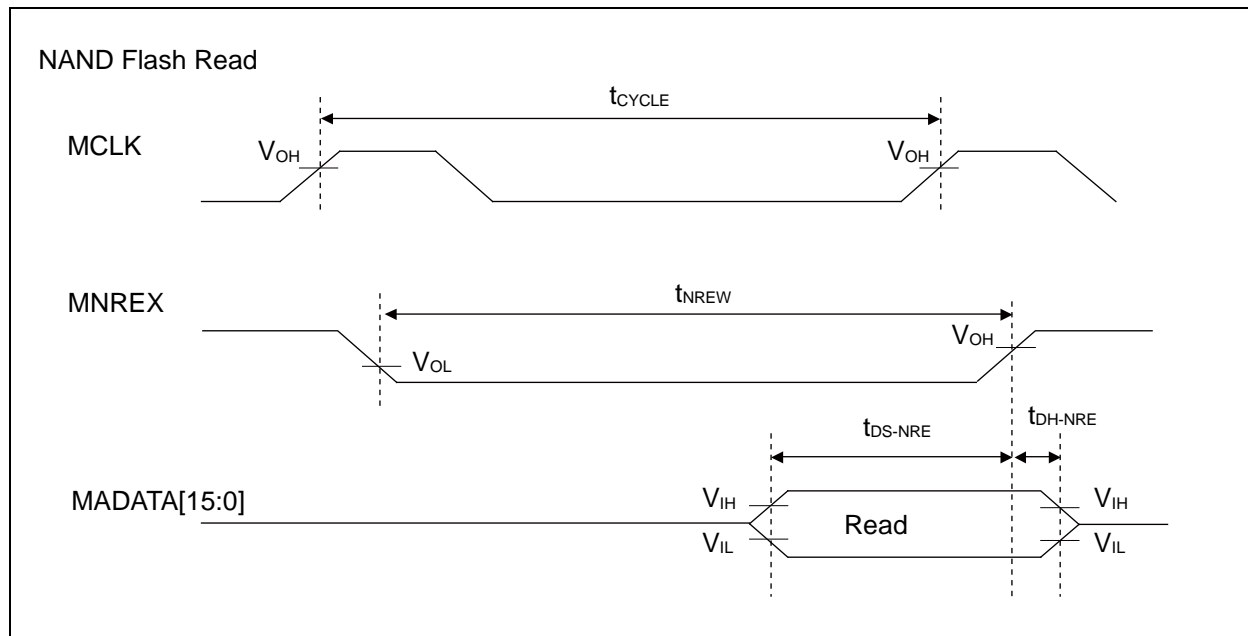 NAND Flash Read
tCYCLE
MCLK
VOH
VOH
tNREW
MNREX
VOH
VOL
tDS-NRE
tDH-NRE
MADATA[15:0]
VIH
VIH
Read
VIL
VIL